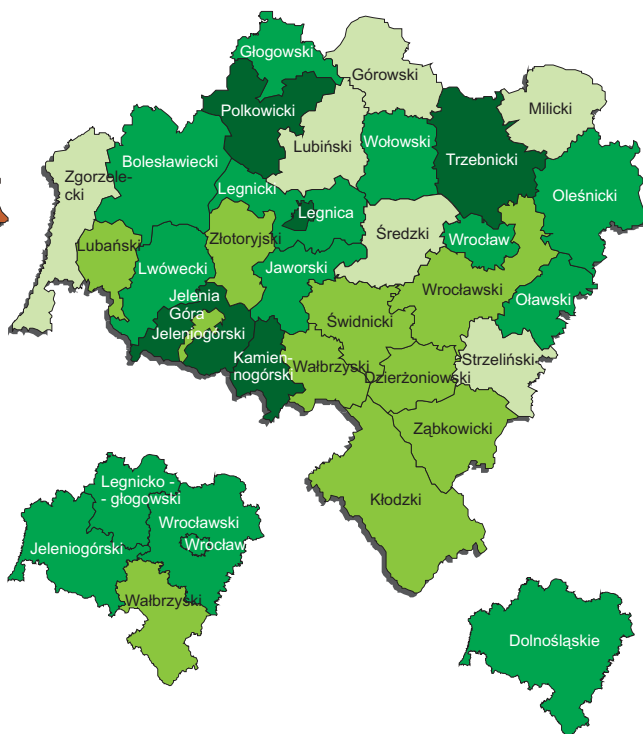 Głogowski
Górowski
Polkowicki
Milicki
Lubiński
Wołowski
Trzebnicki
Bolesławiecki
Zgorzele-
cki
Legnicki
Oleśnicki
Legnica
Średzki
Wrocław
Lubański
Złotoryjski
Lwówecki
Jaworski
Wrocławski
Jelenia
Góra
Oławski
Świdnicki
Jeleniogórski
Kamień-
nogórski
Wałbrzyski
Dzierżoniowski
Strzeliński
Ząbkowicki
Kłodzki
Legnicko -
- głogowski
Wrocławski
Wrocław
Jeleniogórski
Wałbrzyski
Dolnośląskie